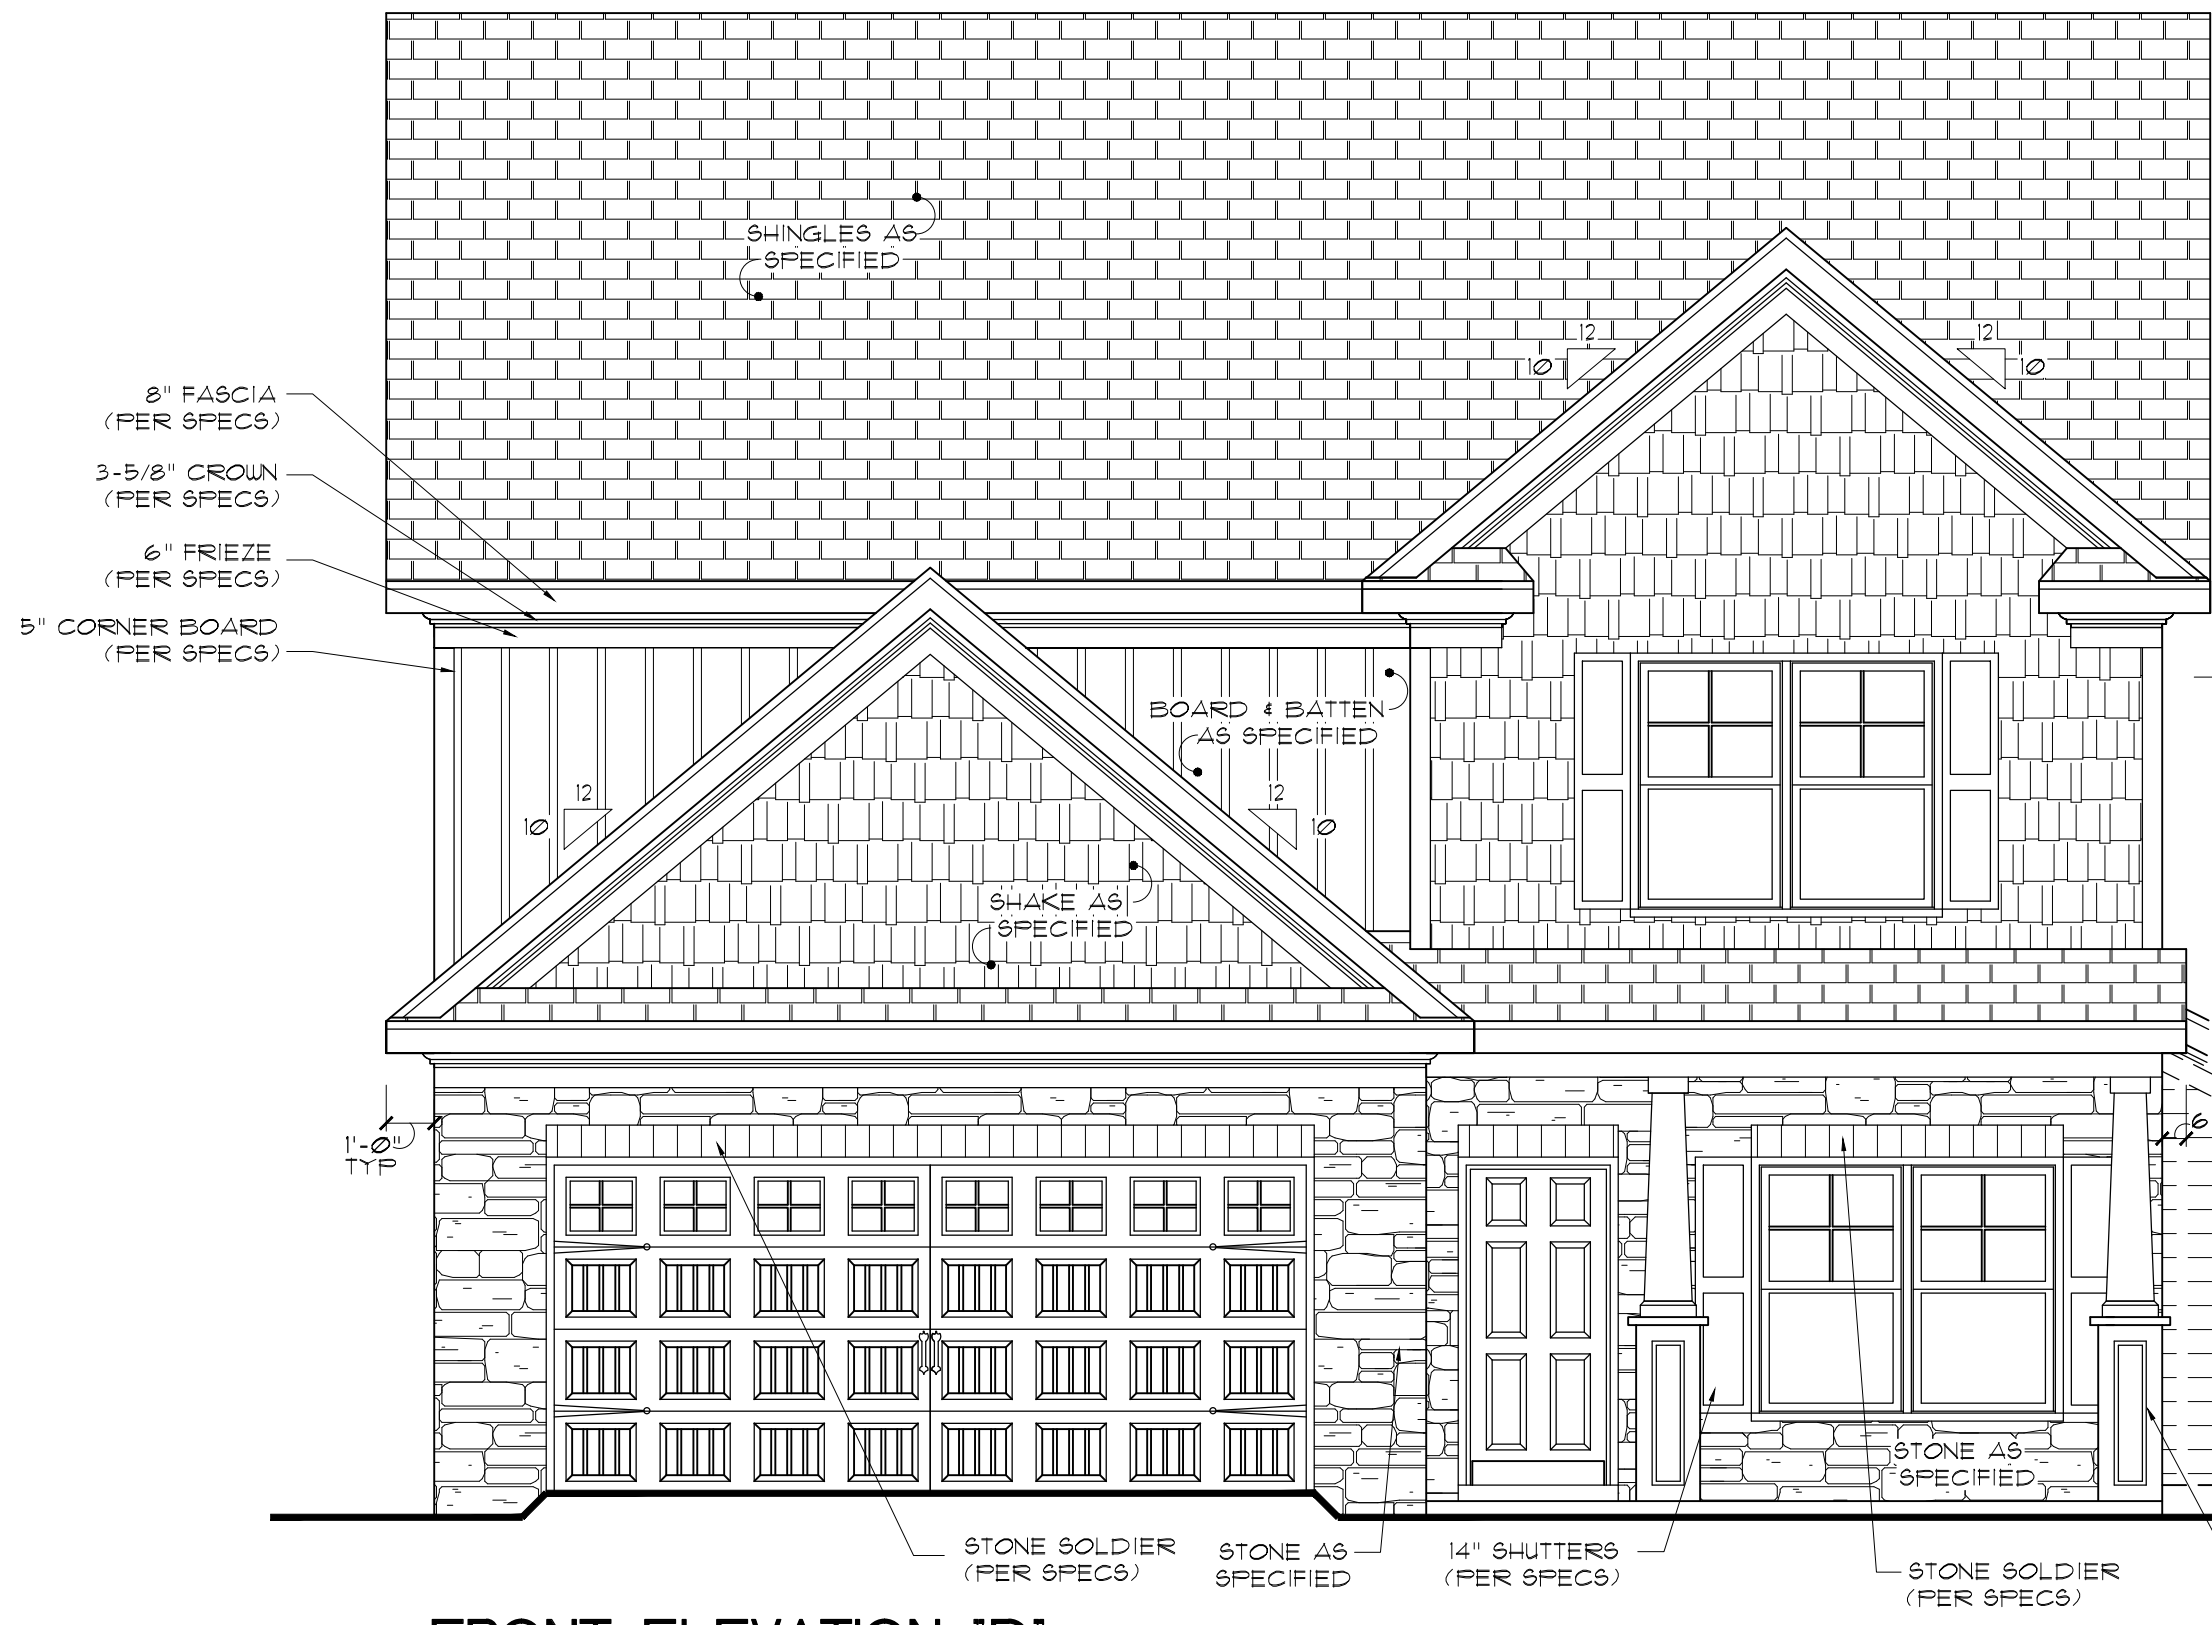 SHINGLES AS
SPECIFIED
12
10
12
10
8" FASCIA
(PER SPECS)
3-5/8" CROWN
(PER SPECS)
6" FRIEZE
(PER SPECS)
5" CORNER BOARD
(PER SPECS)
BOARD & BATTEN
AS SPECIFIED
12
10
12
10
SHAKE AS
SPECIFIED
1'-0"
TYP
6
STONE AS
SPECIFIED
STONE SOLDIER
(PER SPECS)
STONE AS
SPECIFIED
14" SHUTTERS
(PER SPECS)
STONE SOLDIER
(PER SPECS)
FRONT ELEVATION